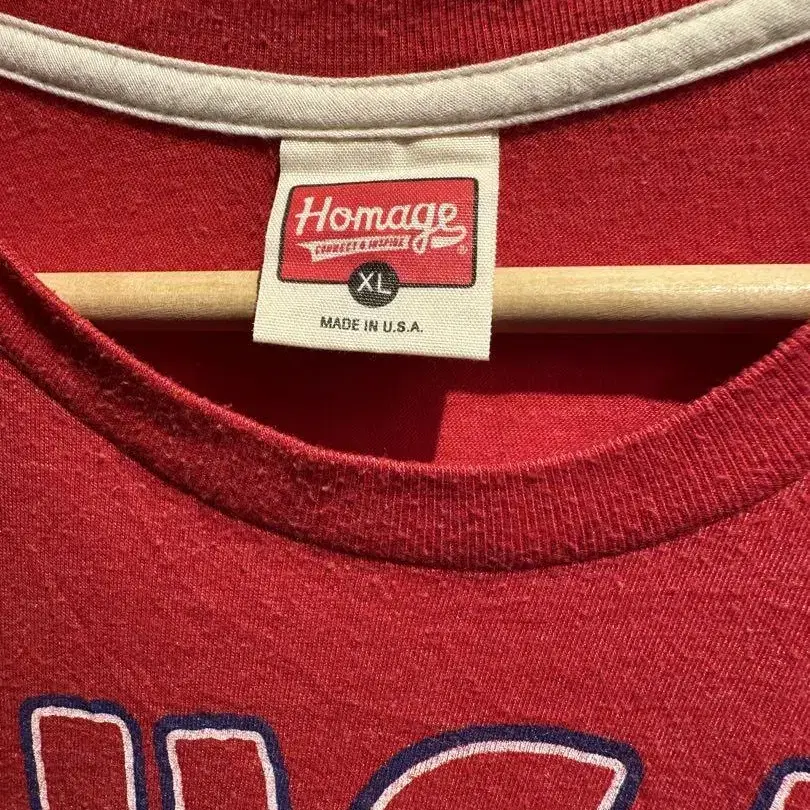 Homage
CONNECT & INSPIRE
®
XL
MADE IN U.S.A.